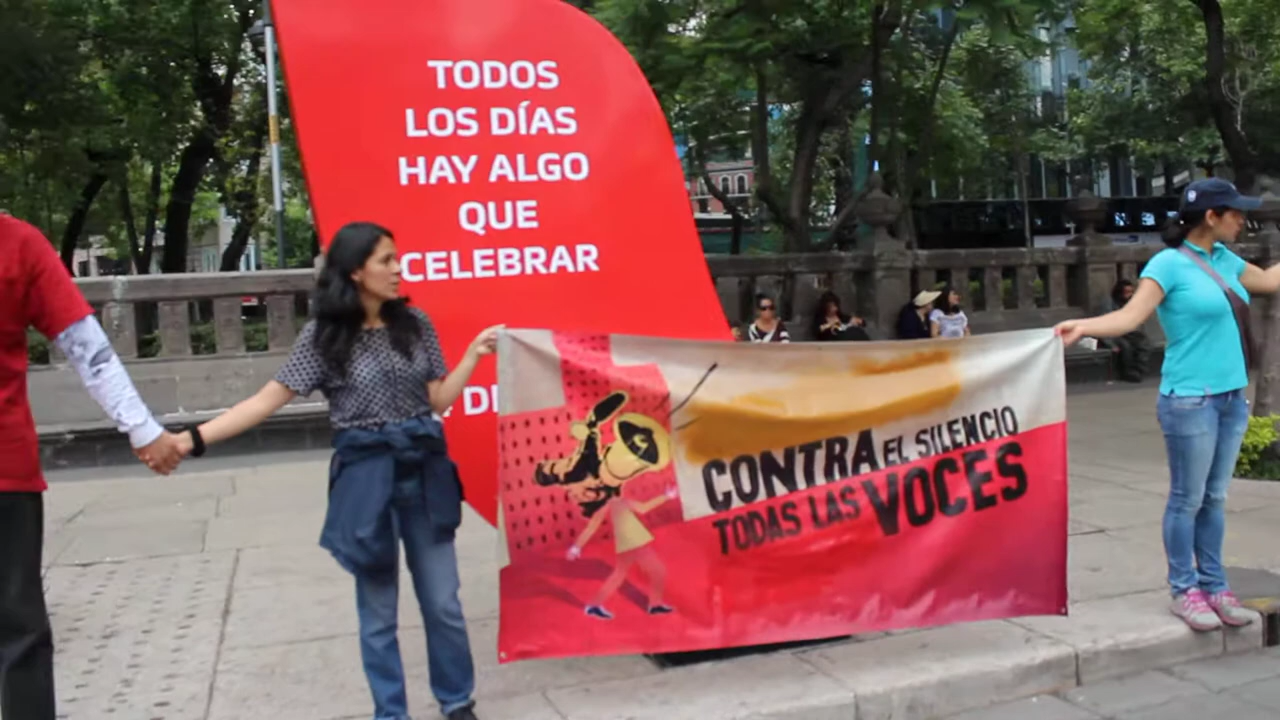 TODOS
LOS DÍAS
HAY ALGO
QUE
CELEBRAR
CONTRA EL SILENCIO
TODAS LAS VOCES